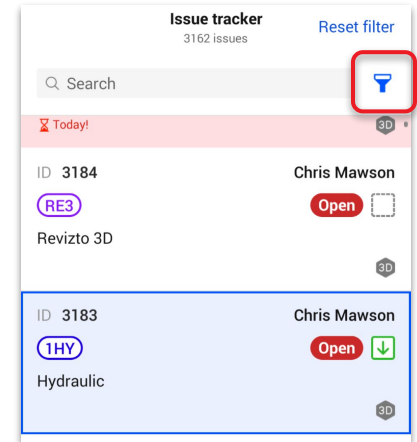 Issue tracker
3162 issues
Reset filter
Search
Today!
3D
ID 3184
Chris Mawson
RE3
Open
Revizto 3D
3D
ID 3183
Chris Mawson
1HY
Open
Hydraulic
3D